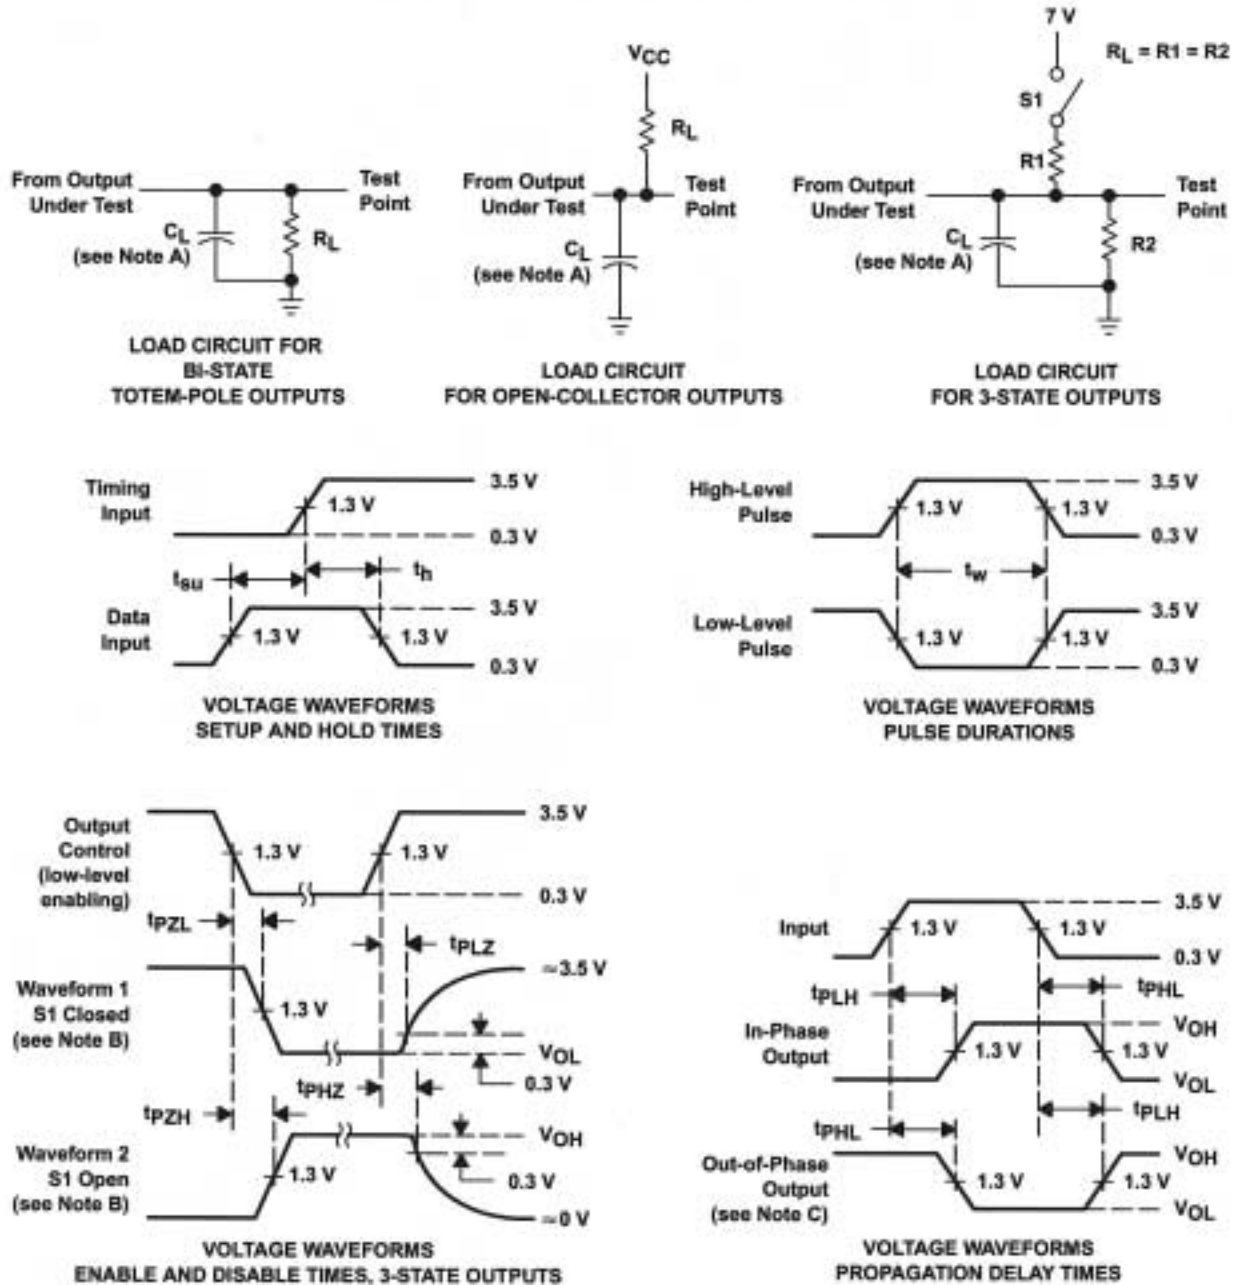 7 V
RL = R1 = R2
VCC
S1
RL
R1
From Output
Under Test
Test
Point
CL
(see Note A)
RL
From Output
Under Test
Test
Point
CL
(see Note A)
From Output
Under Test
Test
Point
CL
(see Note A)
R2
LOAD CIRCUIT FOR
BI-STATE
TOTEM-POLE OUTPUTS
LOAD CIRCUIT
FOR OPEN-COLLECTOR OUTPUTS
LOAD CIRCUIT
FOR 3-STATE OUTPUTS
Timing
Input
1.3 V
3.5 V
0.3 V
tsu
th
Data
Input
1.3 V
1.3 V
3.5 V
0.3 V
VOLTAGE WAVEFORMS
SETUP AND HOLD TIMES
High-Level
Pulse
1.3 V
1.3 V
3.5 V
0.3 V
tw
Low-Level
Pulse
1.3 V
1.3 V
3.5 V
0.3 V
VOLTAGE WAVEFORMS
PULSE DURATIONS
Output
Control
(low-level
enabling)
1.3 V
1.3 V
3.5 V
0.3 V
tPZL
tPLZ
Waveform 1
S1 Closed
(see Note B)
1.3 V
≈3.5 V
VOL
0.3 V
tPHZ
tPZH
Waveform 2
S1 Open
(see Note B)
1.3 V
VOH
0.3 V
≈0 V
VOLTAGE WAVEFORMS
ENABLE AND DISABLE TIMES, 3-STATE OUTPUTS
Input
1.3 V
1.3 V
3.5 V
0.3 V
tPLH
tPHL
In-Phase
Output
1.3 V
1.3 V
VOH
VOL
tPHL
tPLH
Out-of-Phase
Output
(see Note C)
1.3 V
1.3 V
VOH
VOL
VOLTAGE WAVEFORMS
PROPAGATION DELAY TIMES